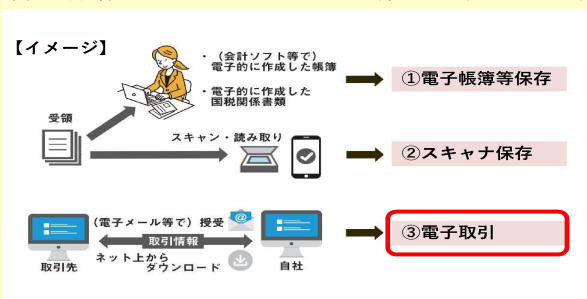 【イメージ】
・（会計ソフト等で）
電子的に作成した帳簿
・電子的に作成した
国税関係書類
①電子帳簿等保存
受領
スキャン・読み取り
②スキャナ保存
（電子メール等で）授受
@
取引情報
ネット上から
ダウンロード
取引先
自社
③電子取引